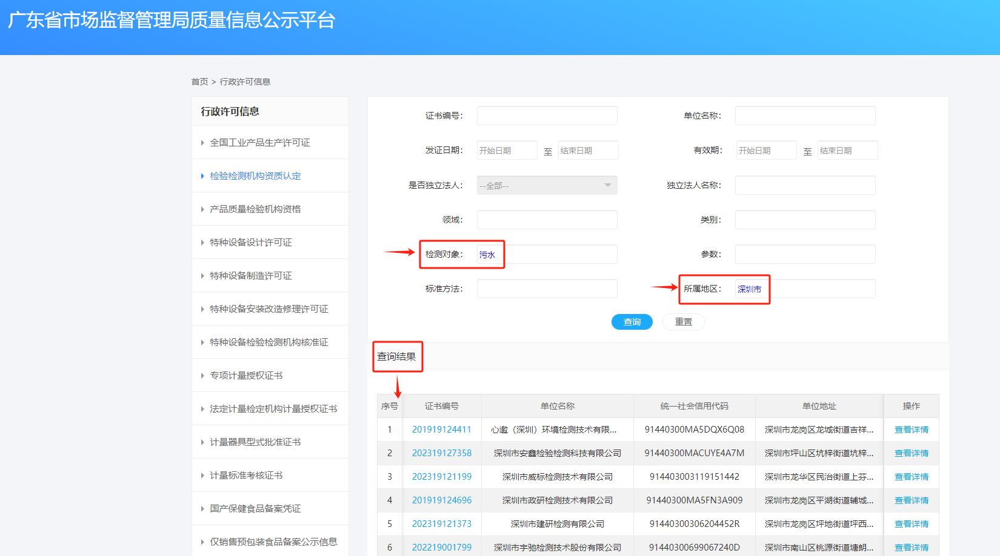 广东省市场监督管理局质量信息公示平台
首页 > 行政许可信息
行政许可信息
全国工业产品生产许可证
检验检测机构资质认定
产品质量检验机构资格
特种设备设计许可证
特种设备制造许可证
特种设备安装改造修理许可证
特种设备检验检测机构核准证
专项计量授权证书
法定计量检定机构计量授权证书
计量器具型式批准证书
计量标准考核证书
国产保健食品备案凭证
仅销售预包装食品备案公示信息
证书编号： 单位名称：
发证日期： 开始日期 至 结束日期 有效期： 开始日期 至 结束日期
是否独立法人： --全部-- 独立法人名称：
领域： 类别：
检测对象： 污水 参数：
标准方法： 所属地区： 深圳市
查询 重置
查询结果
序号 证书编号 单位名称 统一社会信用代码 单位地址 操作
1 201919124411 心邀（深圳）环境检测技术有限... 91440300MA5DQX6Q08 深圳市龙岗区龙城街道吉祥... 查看详情
2 202319127358 深圳市安鑫检验检测科技有限公司 91440300MACUYE4A7M 深圳市坪山区坑梓街道坑梓... 查看详情
3 202319121199 深圳市威标检测技术有限公司 914403003119151442 深圳市龙华区民治街道上芬... 查看详情
4 201919124696 深圳市政研检测技术有限公司 91440300MA5FN3A909 深圳市龙岗区平湖街道辅城... 查看详情
5 202319121373 深圳市建研检测有限公司 91440300306204452R 深圳市龙岗区坪地街道坪西... 查看详情
6 202219001799 深圳市宇驰检测技术股份有限公司 91440300699067240D 深圳市南山区桃源街道塘朗... 查看详情